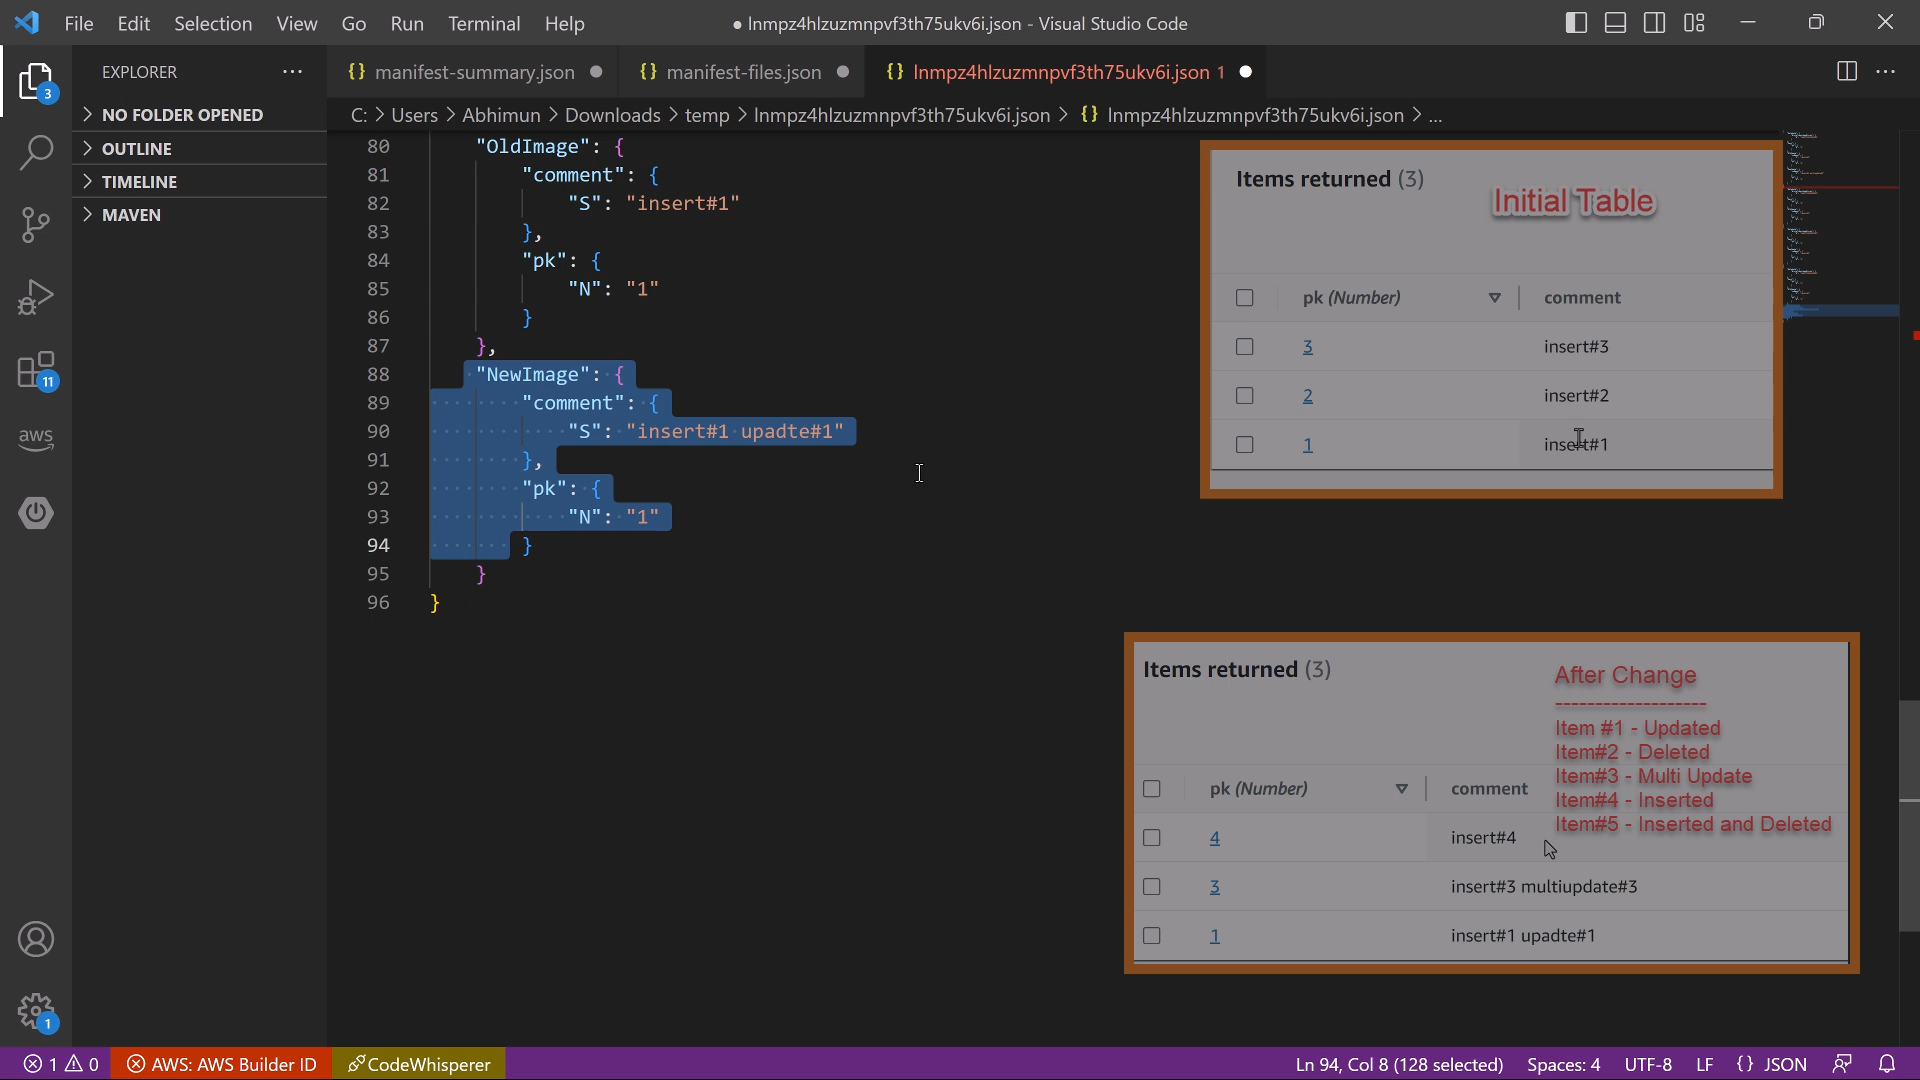 File Edit Selection View Go Run Terminal Help
● lnmpz4hlzuzmnpvf3th75ukv6i.json - Visual Studio Code
EXPLORER ...
NO FOLDER OPENED
OUTLINE
TIMELINE
MAVEN
3
11
aws
1
{} manifest-summary.json ● {} manifest-files.json ● {} lnmpz4hlzuzmnpvf3th75ukv6i.json 1 ●
C: > Users > Abhimun > Downloads > temp > lnmpz4hlzuzmnpvf3th75ukv6i.json > {} lnmpz4hlzuzmnpvf3th75ukv6i.json > ...
80 "OldImage": {
81 "comment": {
82 "S": "insert#1"
83 },
84 "pk": {
85 "N": "1"
86 }
87 },
88 "NewImage": {
89 "comment": {
90 "S": "insert#1 upadte#1"
91 },
92 "pk": {
93 "N": "1"
94 }
95 }
96 }
Items returned (3)
Initial Table
pk (Number) comment
3 insert#3
2 insert#2
1 insert#1
Items returned (3)
After Change
-------------------
Item #1 - Updated
Item#2 - Deleted
Item#3 - Multi Update
Item#4 - Inserted
Item#5 - Inserted and Deleted
pk (Number) comment
4 insert#4
3 insert#3 multiupdate#3
1 insert#1 upadte#1
1 0 AWS: AWS Builder ID CodeWhisperer Ln 94, Col 8 (128 selected) Spaces: 4 UTF-8 LF {} JSON